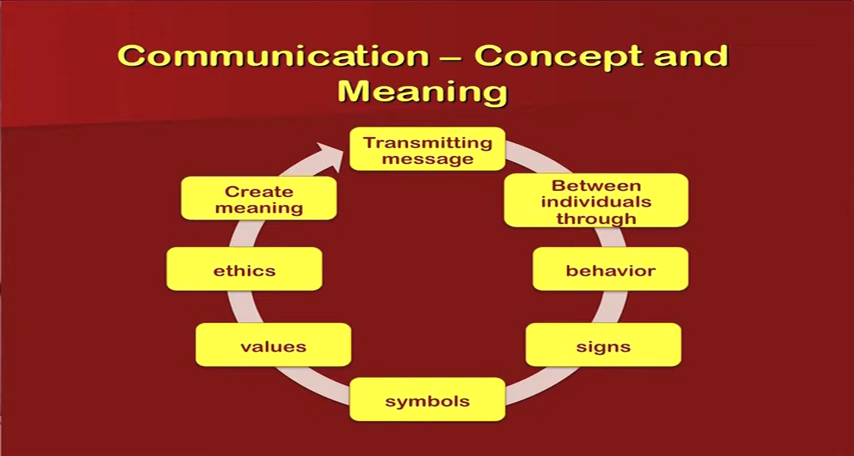 Communication – Concept and
Meaning
Transmitting
message
Between
individuals
through
behavior
signs
symbols
values
ethics
Create
meaning